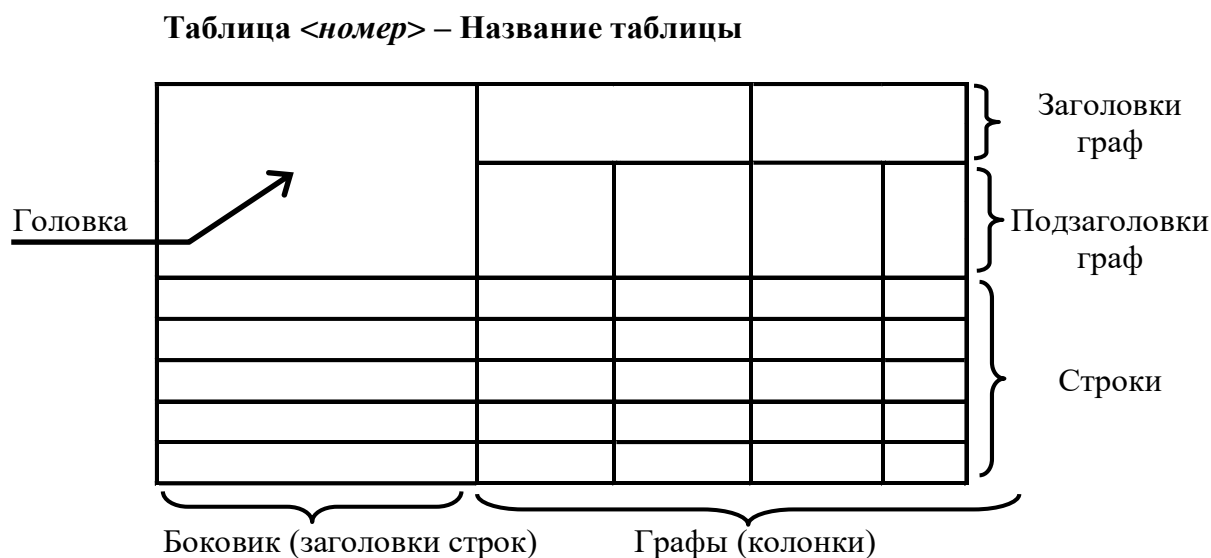 Таблица <номер> – Название таблицы
Заголовки
граф
Головка
Подзаголовки
граф
Строки
Боковик (заголовки строк)
Графы (колонки)